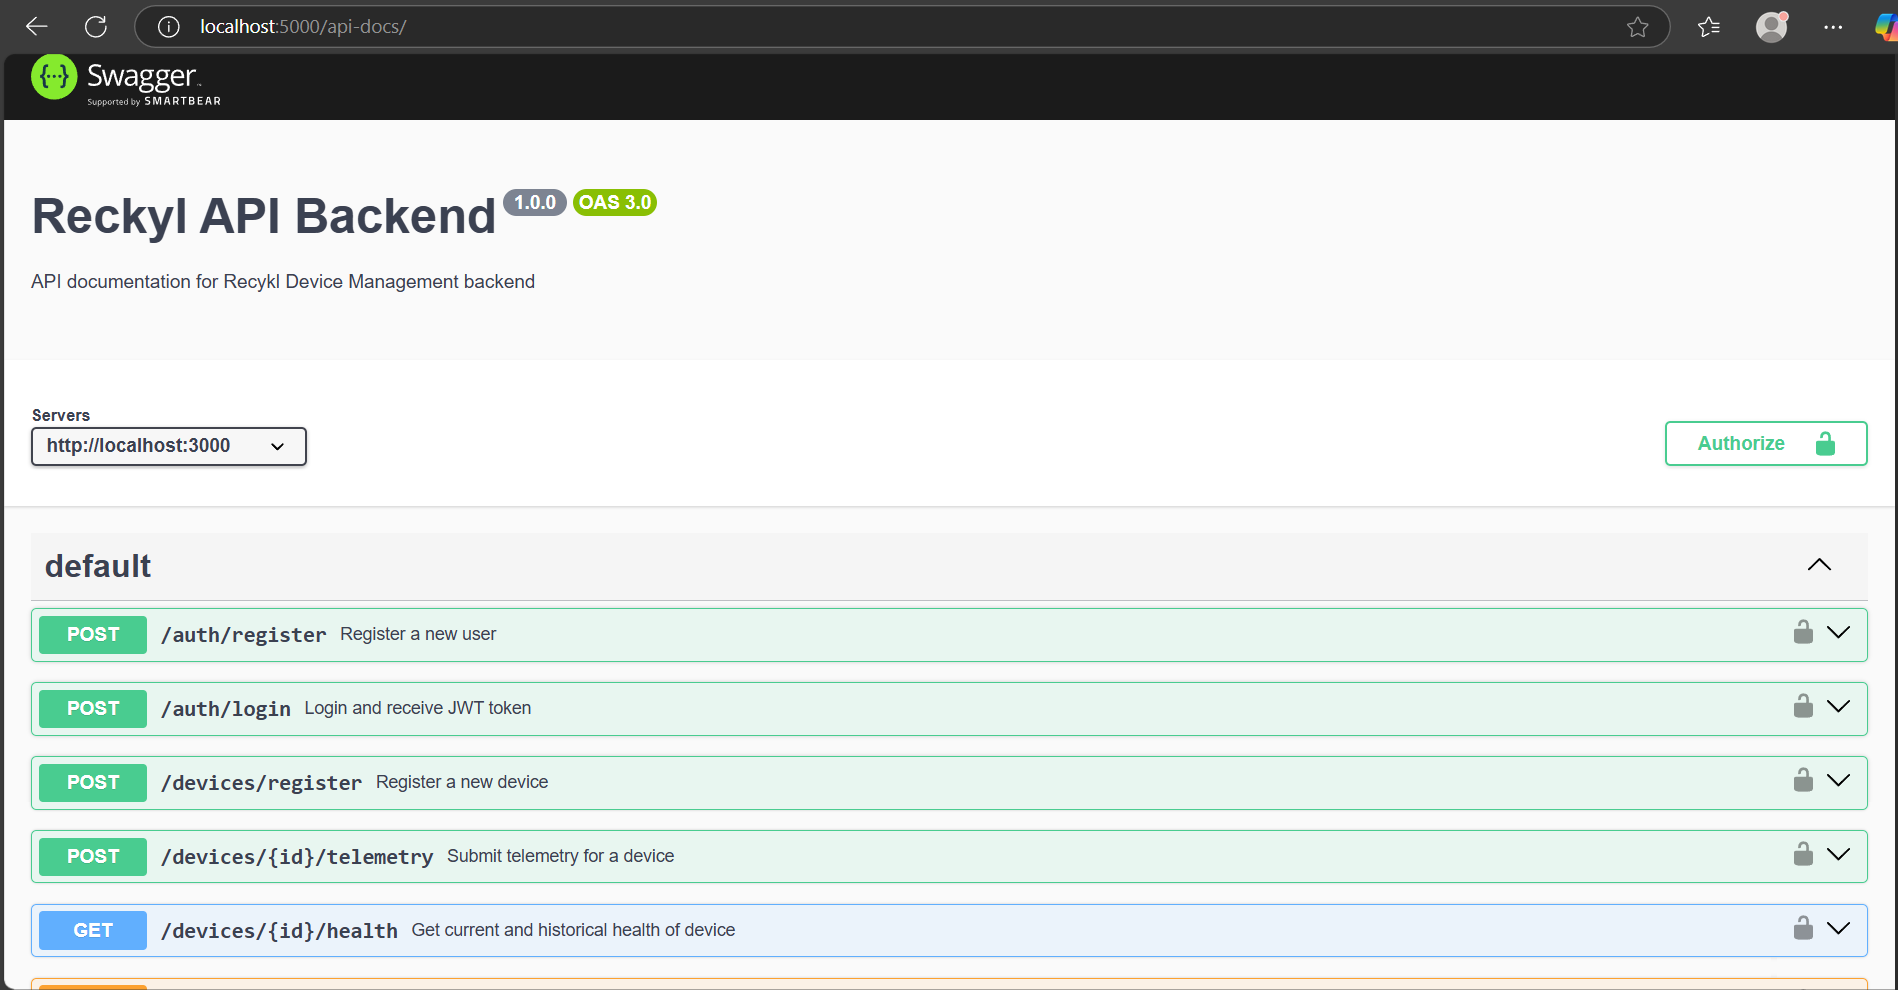 localhost:5000/api-docs/
Swagger
Supported by SMARTBEAR
Reckyl API Backend 1.0.0 OAS 3.0
API documentation for Recykl Device Management backend
Servers
http://localhost:3000
Authorize
default
POST /auth/register Register a new user
POST /auth/login Login and receive JWT token
POST /devices/register Register a new device
POST /devices/{id}/telemetry Submit telemetry for a device
GET /devices/{id}/health Get current and historical health of device